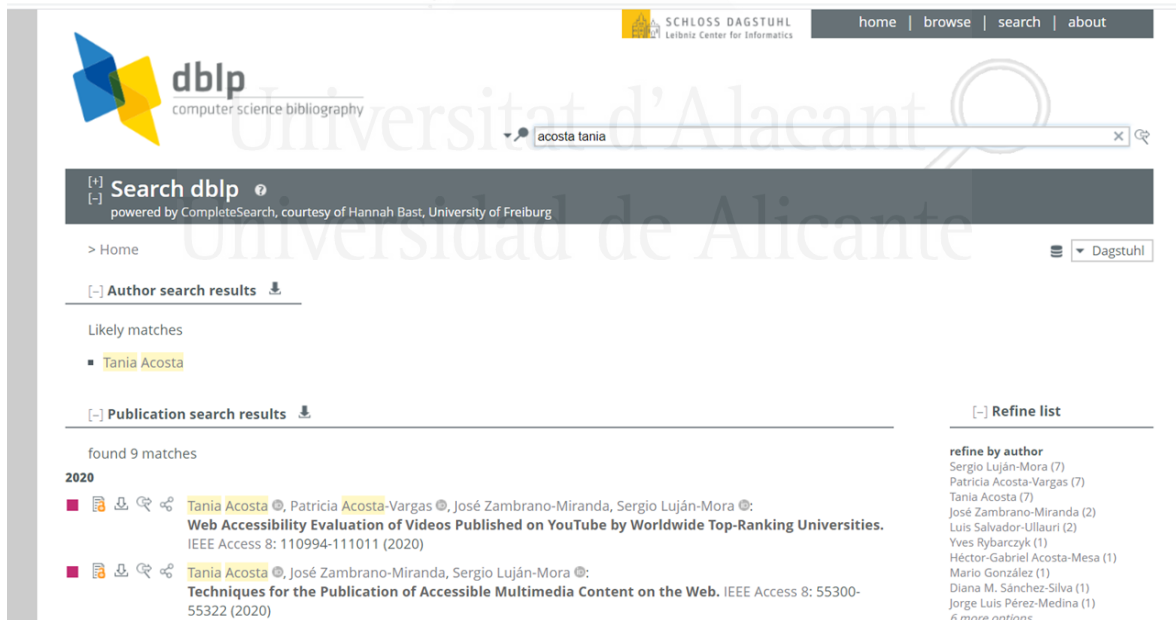 SCHLOSS DAGSTUHL
Leibniz Center for Informatics
home | browse | search | about
dblp
computer science bibliography
Universitat d'Alacant
acosta tania
[+]
[-] Search dblp
powered by CompleteSearch, courtesy of Hannah Bast, University of Freiburg
Universidad de Alicante
> Home
Dagstuhl
[-] Author search results
Likely matches
Tania Acosta
[-] Publication search results
found 9 matches
2020
Tania Acosta, Patricia Acosta-Vargas, José Zambrano-Miranda, Sergio Luján-Mora:
Web Accessibility Evaluation of Videos Published on YouTube by Worldwide Top-Ranking Universities.
IEEE Access 8: 110994-111011 (2020)
Tania Acosta, José Zambrano-Miranda, Sergio Luján-Mora:
Techniques for the Publication of Accessible Multimedia Content on the Web. IEEE Access 8: 55300-
55322 (2020)
[-] Refine list
refine by author
Sergio Luján-Mora (7)
Patricia Acosta-Vargas (7)
Tania Acosta (7)
José Zambrano-Miranda (2)
Luis Salvador-Ullauri (2)
Yves Rybarczyk (1)
Héctor-Gabriel Acosta-Mesa (1)
Mario González (1)
Diana M. Sánchez-Silva (1)
Jorge Luis Pérez-Medina (1)
6 more options